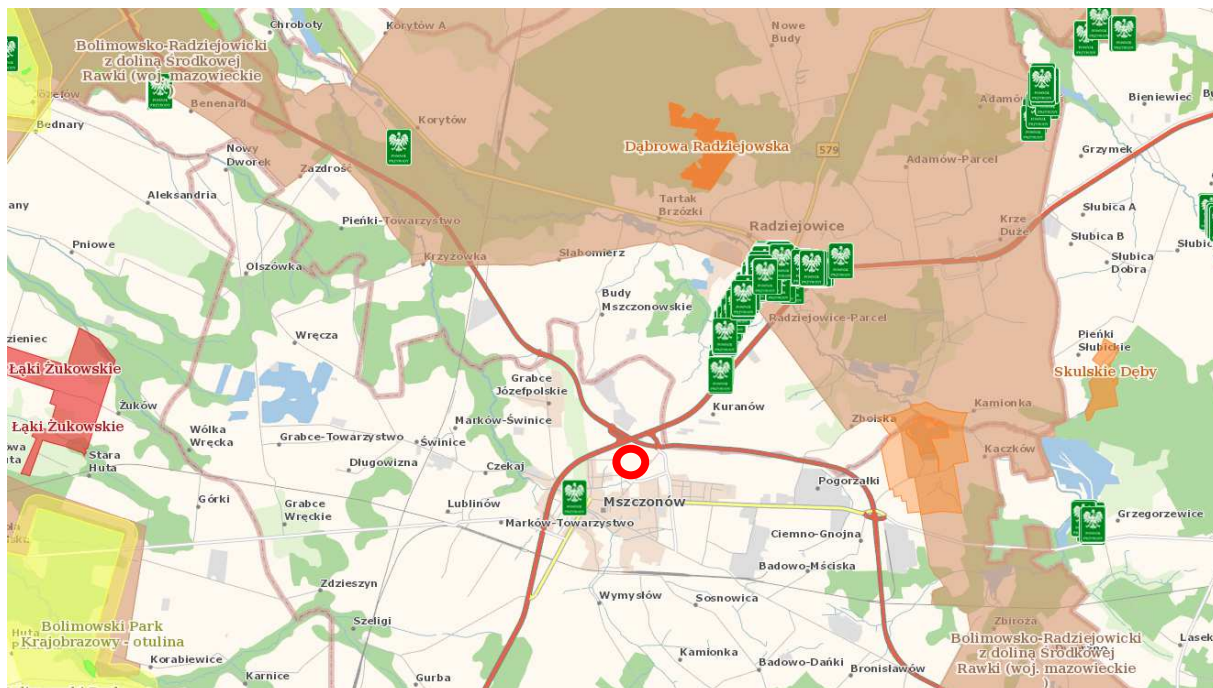 Chroboty
Korytów A
Nowe
Budy
Bolimowsko-Radziejowicki
z doliną Środkowej
Rawki (woj. mazowieckie
Benenard
Bednary
Korytów
Adamów
Bieniewiec
Nowy
Dworek
Zazdrość
Dąbrowa Radziejowska
579
Adamów-Parcel
Grzymek
Aleksandria
Tartak
Brzózki
Pieńki-Towarzystwo
Radziejowice
Krze
Duże
Słubica A
Słubica B
Pniowe
Krzyżówka
Słabomierz
Słubica
Dobra
Olszówka
Budy
Mszczonowskie
Radziejowice-Parcel
Wręcza
Pieńki
Słubickie
Łąki Żukowskie
Skulskie Dęby
Grabce
Józefpolskie
Żuków
Kuranów
Zboiska
Kamionka
Łąki Żukowskie
Wólka
Wręcka
Grabce-Towarzystwo
Świnice
Marków-Świnice
Kaczków
Stara
Huta
Długowizna
Czekaj
Pogorzałki
Górki
Grabce
Wręckie
Lublinów
Mszczonów
Marków-Towarzystwo
Grzegorzewice
Ciemno-Gnojna
Badowo-Mściska
Zdzieszyn
Wymysłów
Sosnowica
Szeligi
Zbiroża
Bolimowski Park
Krajobrazowy - otulina
Bolimowsko-Radziejowicki
z doliną Środkowej
Rawki (woj. mazowieckie
)
Korabiewice
Kamionka
Badowo-Dańki
Bronisławów
Karnice
Gurba